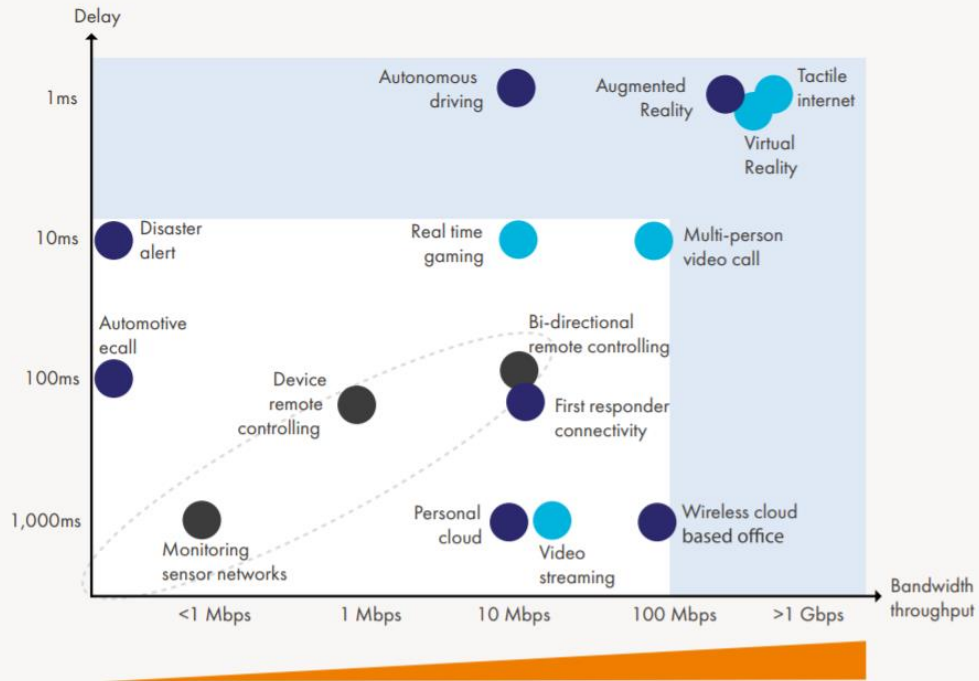 Delay
1ms
Autonomous
driving
Augmented
Reality
Tactile
internet
Virtual
Reality
10ms
Disaster
alert
Real time
gaming
Multi-person
video call
Automotive
ecall
Bi-directional
remote controlling
100ms
Device
remote
controlling
First responder
connectivity
1,000ms
Monitoring
sensor networks
Personal
cloud
Video
streaming
Wireless cloud
based office
Bandwidth
throughput
<1 Mbps
1 Mbps
10 Mbps
100 Mbps
>1 Gbps